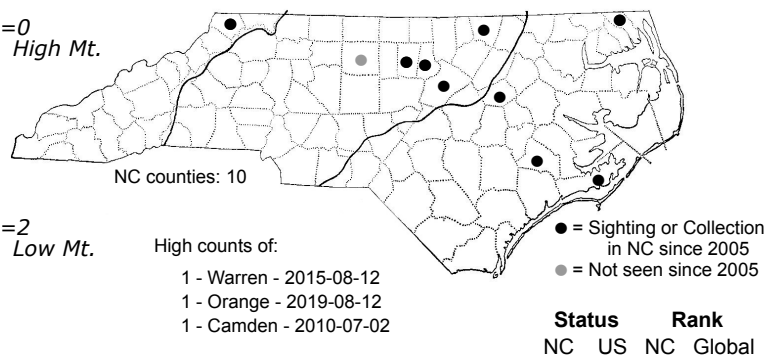 =0
High Mt.
NC counties: 10
=2
Low Mt.
High counts of:
1 - Warren - 2015-08-12
1 - Orange - 2019-08-12
1 - Camden - 2010-07-02
● = Sighting or Collection
in NC since 2005
● = Not seen since 2005
Status Rank
NC US NC Global